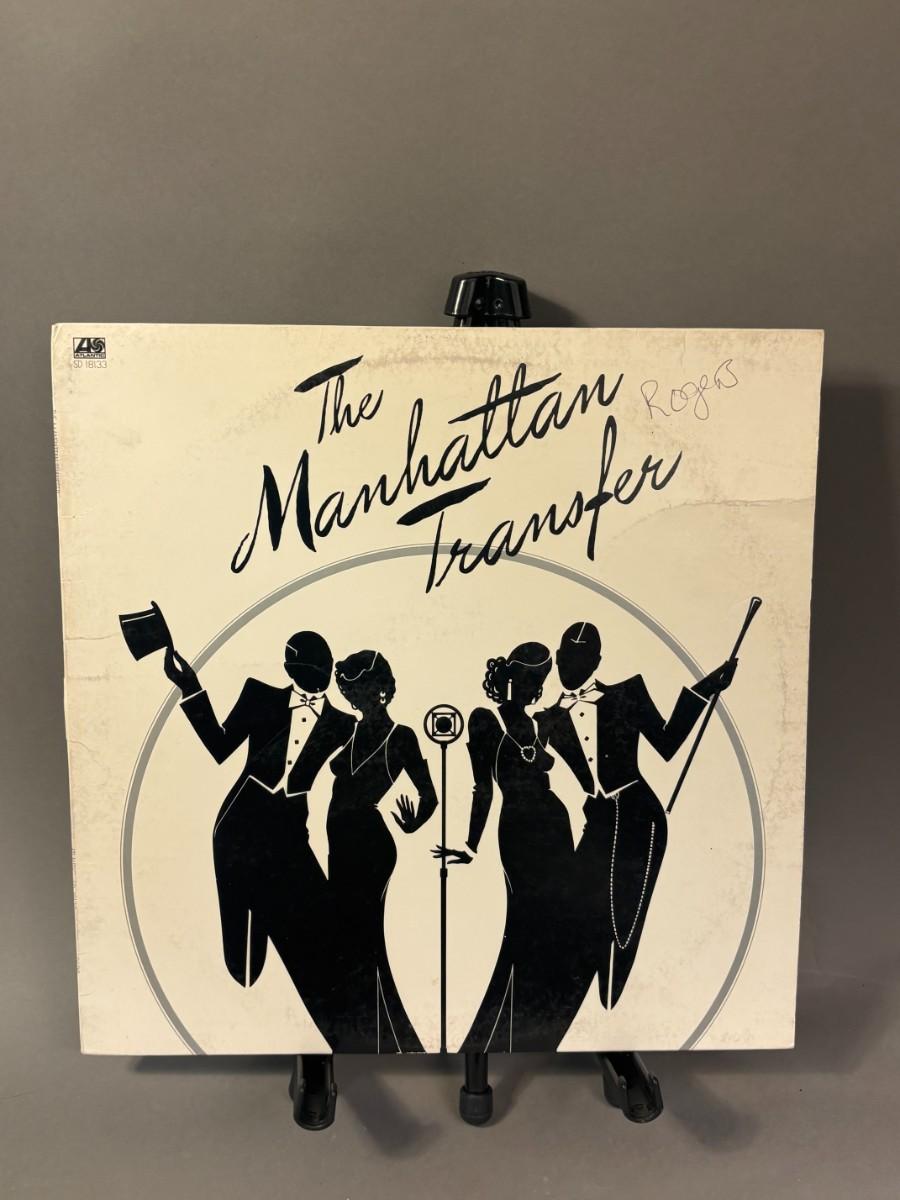 ATLANTIC
SD 18133
The
Manhattan
Transfer
Rogers